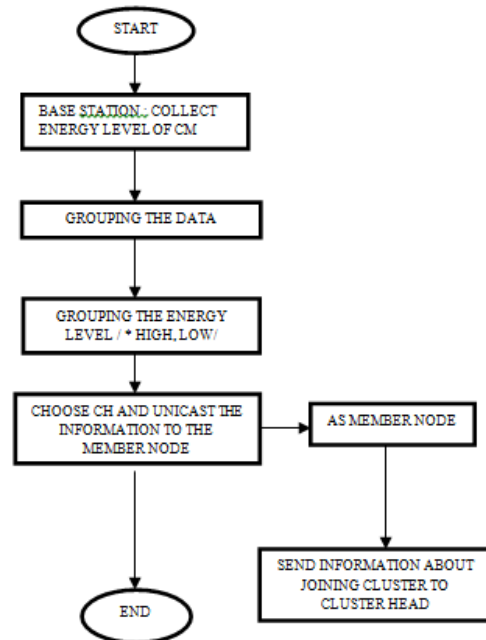 START
BASE STATION : COLLECT
ENERGY LEVEL OF CM
GROUPING THE DATA
GROUPING THE ENERGY
LEVEL / * HIGH, LOW/
CHOOSE CH AND UNICAST THE
INFORMATION TO THE
MEMBER NODE
AS MEMBER NODE
SEND INFORMATION ABOUT
JOINING CLUSTER TO
CLUSTER HEAD
END